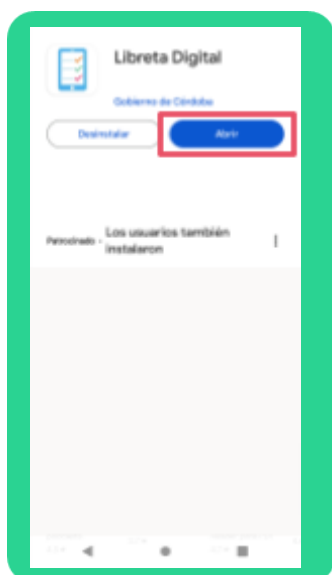 Libreta Digital
Gobierno de Córdoba
Desinstalar
Abrir
Patrocinado · Los usuarios también
instalaron